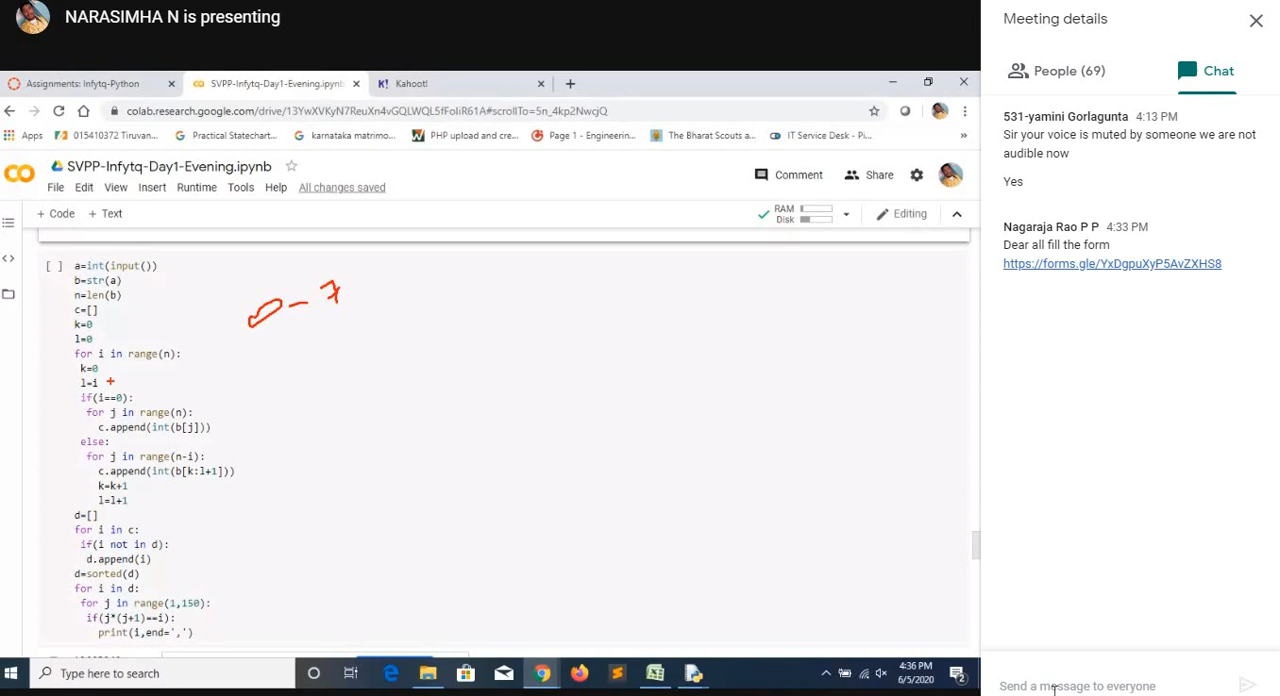 NARASIMHA N is presenting
Assignments: Infytq-Python
SVPP-Infytq-Day1-Evening.ipynb
Kahoot!
colab.research.google.com/drive/13YwXVKyN7ReuXn4vGQLWQL5fFoIiR61A#scrollTo=5n_4kp2NwcjQ
Apps
015410372 Tiruvan...
Practical Statechart...
karnataka matrimo...
PHP upload and cre...
Page 1 - Engineerin...
The Bharat Scouts a...
IT Service Desk - Pi...
SVPP-Infytq-Day1-Evening.ipynb
File Edit View Insert Runtime Tools Help All changes saved
Comment Share
+ Code + Text
RAM
Disk
Editing
[ ] a=int(input())
b=str(a)
n=len(b)
c=[]
k=0
l=0
for i in range(n):
k=0
l=i
if(i==0):
for j in range(n):
c.append(int(b[j]))
else:
for j in range(n-i):
c.append(int(b[k:l+1]))
k=k+1
l=l+1
d=[]
for i in c:
if(i not in d):
d.append(i)
d=sorted(d)
for i in d:
for j in range(1,150):
if(j*(j+1)==i):
print(i,end=',')
- 7
Type here to search
4:36 PM
6/5/2020
2
Meeting details
People (69)
Chat
531-yamini Gorlagunta 4:13 PM
Sir your voice is muted by someone we are not
audible now
Yes
Nagaraja Rao P P 4:33 PM
Dear all fill the form
https://forms.gle/YxDgpuXyP5AvZXHS8
Send a message to everyone